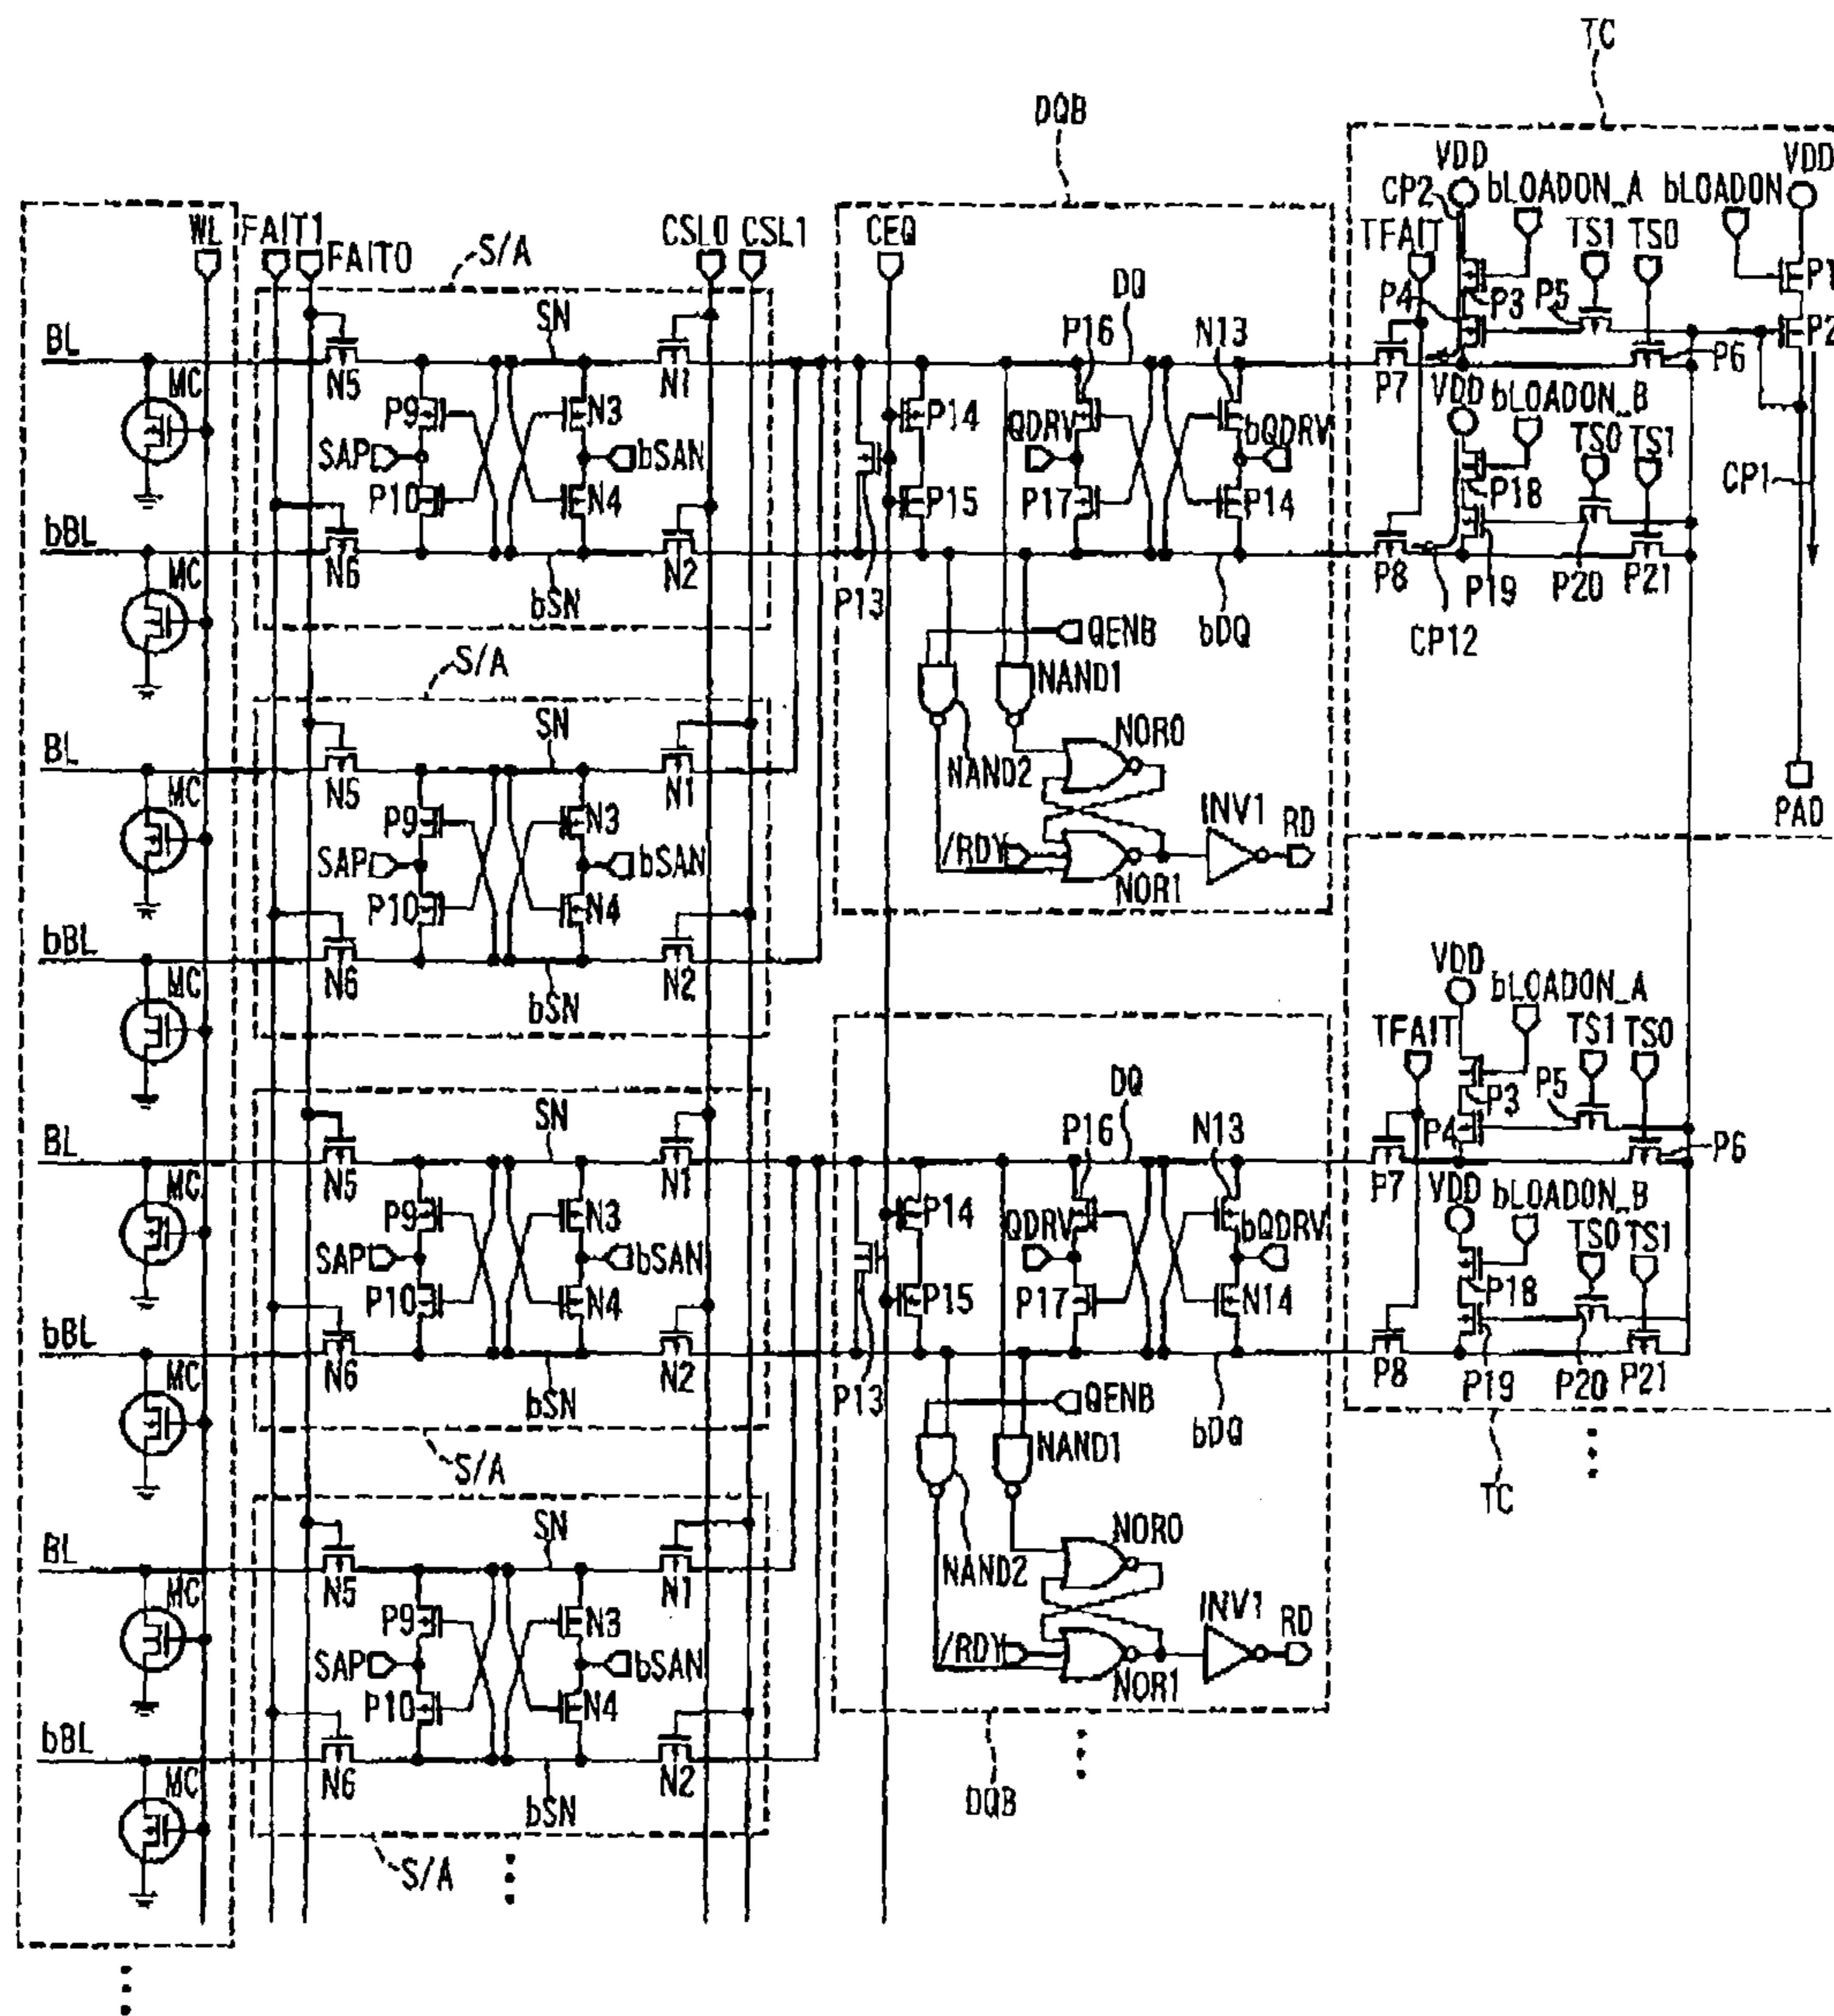 TC
DQB
VDD
VDD
CP2
bLOADON_A
bLOADON
WL
FAIT1
FAIT0
S/A
CSL0
CSL1
CEQ
TFAIT
TS1
TS0
SN
DQ
P16
N13
P4
P3
P5
P1
BL
MC
N5
N1
P7
VDD
bLOADON_B
P6
P2
P9
N3
P14
QDRV
bQDRV
TS0
TS1
SAP
bSAN
P18
CP1
P10
N4
P15
P17
P14
bBL
MC
N6
N2
P13
P8
P19
P20
P21
bSN
QENB
bDQ
CP12
S/A
NAND1
SN
NOR0
BL
MC
N5
N1
NAND2
INV1
RD
PAD
P9
N3
/RDY
SAP
bSAN
NOR1
P10
N4
bBL
MC
N6
N2
VDD
bLOADON_A
bSN
TFAIT
TS1
TS0
SN
DQ
P5
P3
BL
MC
N5
N1
P16
N13
P4
P6
P7
VDD
bLOADON_B
P9
N3
P14
QDRV
bQDRV
TS0
TS1
SAP
bSAN
P18
P10
N4
P15
P17
N14
bBL
MC
N6
N2
P13
P8
P19
P20
P21
bSN
QENB
bDQ
NAND1
S/A
TC
SN
NOR0
BL
MC
N5
N1
NAND2
INV1
RD
P9
N3
/RDY
SAP
bSAN
NOR1
P10
N4
bBL
MC
N6
N2
bSN
DQB
S/A